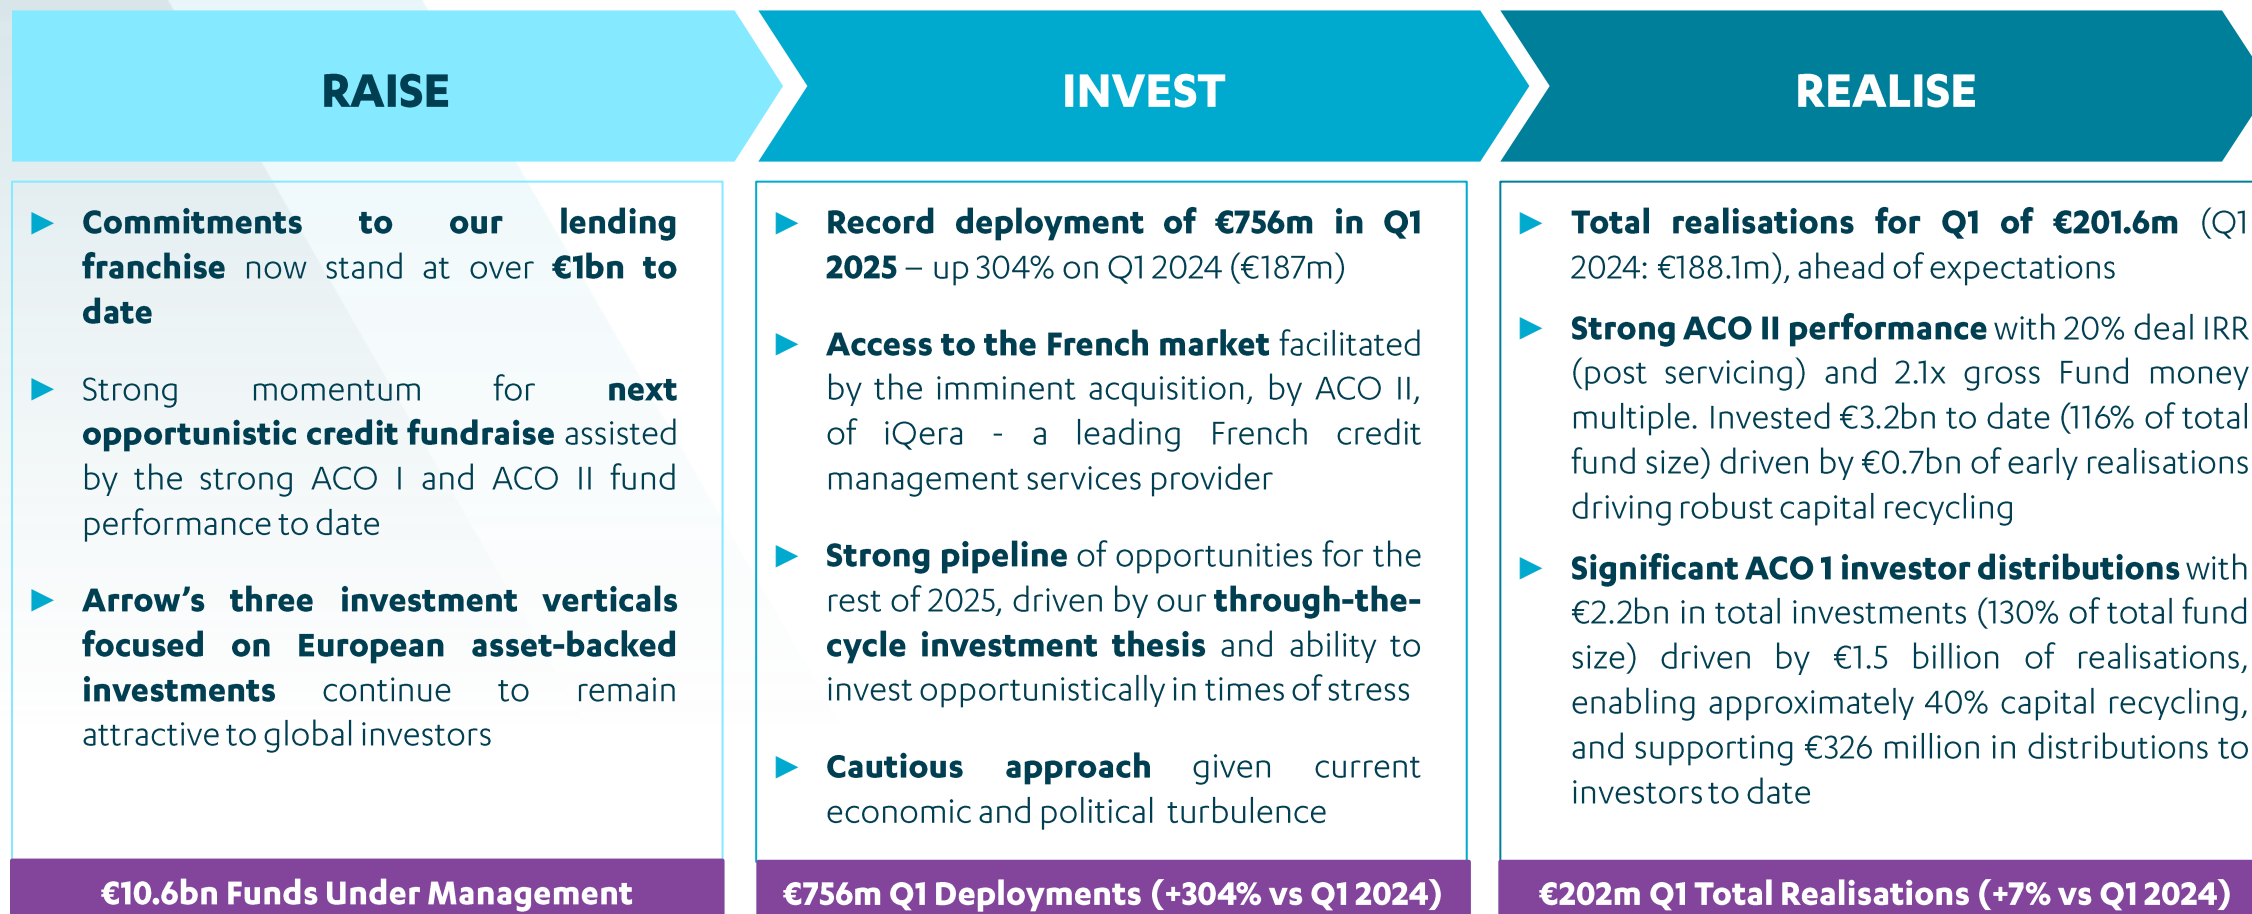 RAISE
Commitments to our lending
franchise now stand at over €1bn to
date
Strong momentum for next
opportunistic credit fundraise assisted
by the strong ACO I and ACO II fund
performance to date
Arrow's three investment verticals
focused on European asset-backed
investments continue to remain
attractive to global investors
€10.6bn Funds Under Management
INVEST
Record deployment of €756m in Q1
2025 – up 304% on Q1 2024 (€187m)
Access to the French market facilitated
by the imminent acquisition, by ACO II,
of iQera - a leading French credit
management services provider
Strong pipeline of opportunities for the
rest of 2025, driven by our through-the-
cycle investment thesis and ability to
invest opportunistically in times of stress
Cautious approach given current
economic and political turbulence
€756m Q1 Deployments (+304% vs Q1 2024)
REALISE
Total realisations for Q1 of €201.6m (Q1
2024: €188.1m), ahead of expectations
Strong ACO II performance with 20% deal IRR
(post servicing) and 2.1x gross Fund money
multiple. Invested €3.2bn to date (116% of total
fund size) driven by €0.7bn of early realisations
driving robust capital recycling
Significant ACO 1 investor distributions with
€2.2bn in total investments (130% of total fund
size) driven by €1.5 billion of realisations,
enabling approximately 40% capital recycling,
and supporting €326 million in distributions to
investors to date
€202m Q1 Total Realisations (+7% vs Q1 2024)